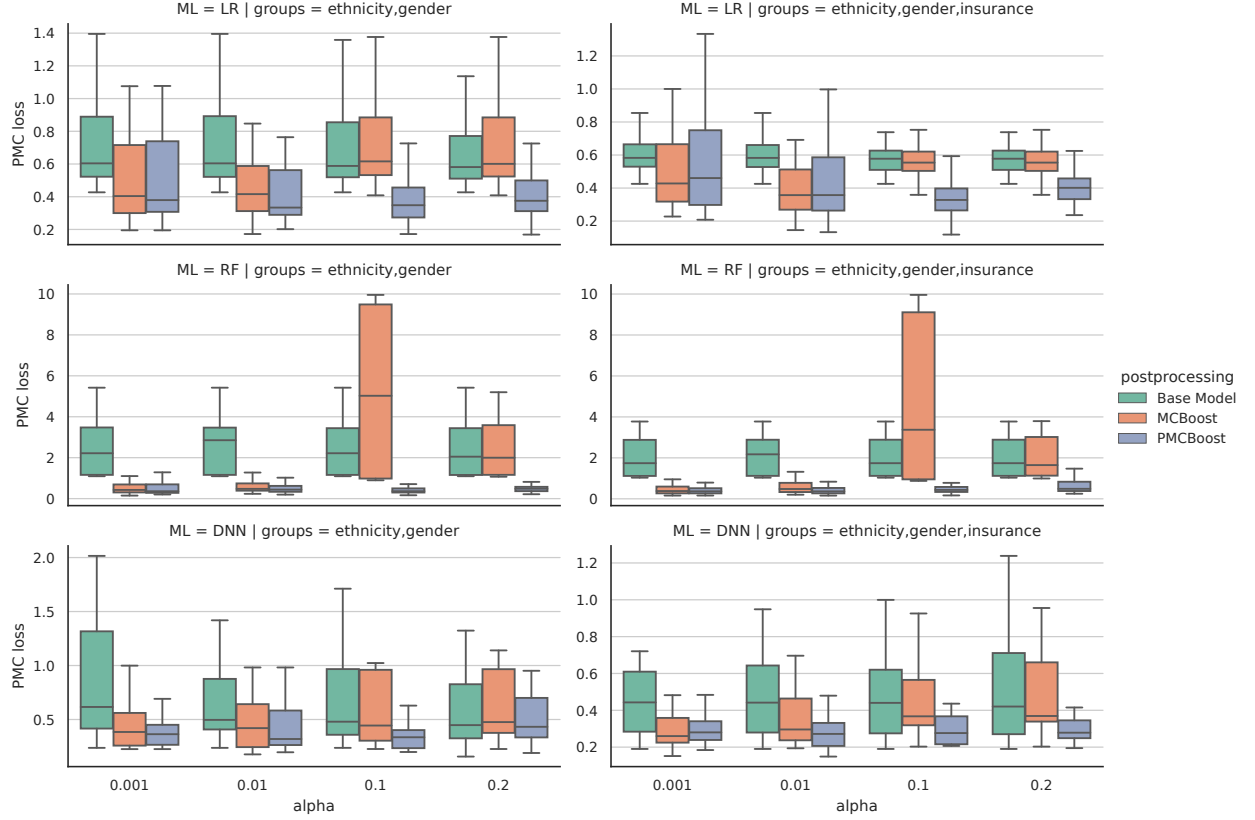 ML = LR | groups = ethnicity,gender
ML = LR | groups = ethnicity,gender,insurance
PMC loss
1.4
1.2
1.0
0.8
0.6
0.4
0.2
1.2
1.0
0.8
0.6
0.4
0.2
ML = RF | groups = ethnicity,gender
ML = RF | groups = ethnicity,gender,insurance
PMC loss
10
8
6
4
2
0
10
8
6
4
2
0
postprocessing
Base Model
MCBoost
PMCBoost
ML = DNN | groups = ethnicity,gender
ML = DNN | groups = ethnicity,gender,insurance
PMC loss
2.0
1.5
1.0
0.5
1.2
1.0
0.8
0.6
0.4
0.2
0.001
0.01
0.1
0.2
alpha
0.001
0.01
0.1
0.2
alpha